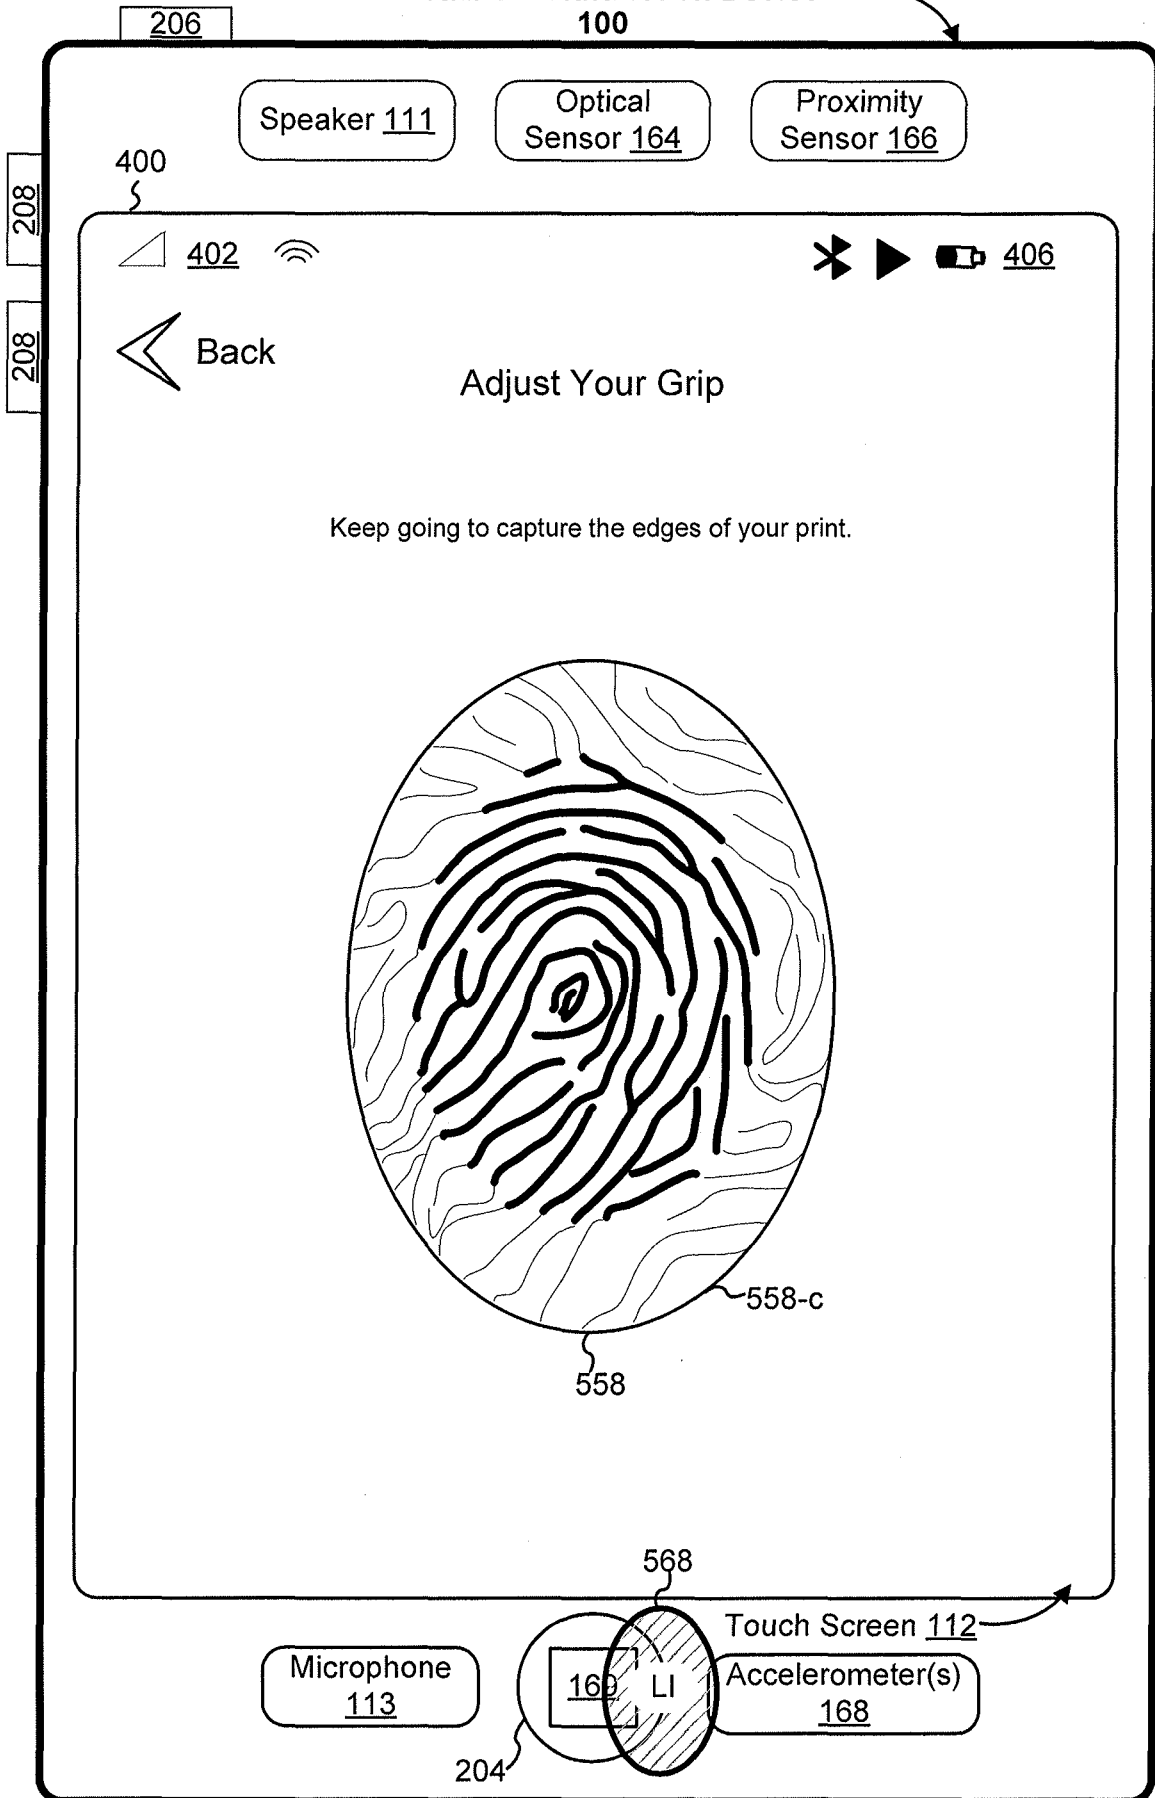 206
100
Speaker 111
Optical
Sensor 164
Proximity
Sensor 166
400
208
402
406
208
Back
Adjust Your Grip
Keep going to capture the edges of your print.
558-c
558
568
Touch Screen 112
Microphone
113
169
LI
Accelerometer(s)
168
204